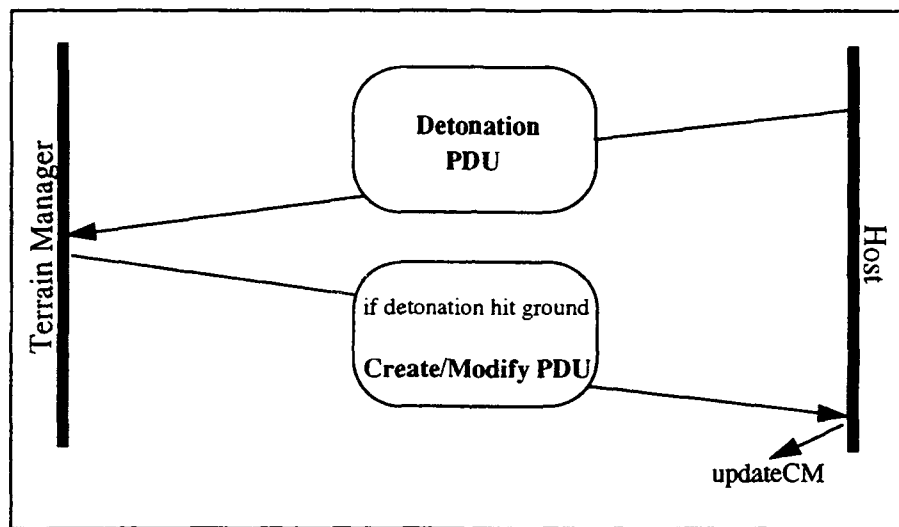 Detonation
PDU
Terrain Manager
Host
if detonation hit ground
Create/Modify PDU
updateCM